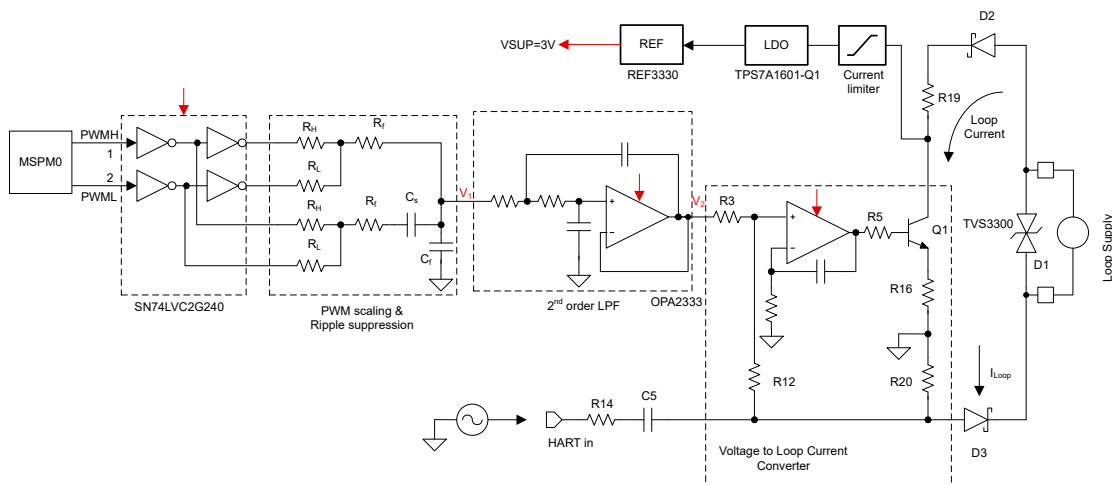 D2
VSUP=3V
REF
LDO
REF3330
TPS7A1601-Q1
Current
limiter
R19
Loop
Current
MSPM0
PWMH
1
2
PWML
RH
Rf
RL
RH
Rf
Cs
RL
Cf
V1
V2
R3
R5
Q1
TVS3300
D1
Loop Supply
SN74LVC2G240
PWM scaling &
Ripple suppression
2nd order LPF
OPA2333
+
−
+
−
R16
R12
R20
ILoop
R14
C5
HART in
Voltage to Loop Current
Converter
D3